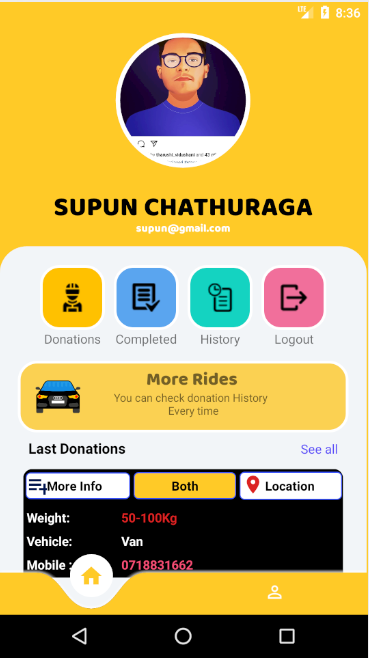 LTE 8:36
SUPUN CHATHURAGA
supun@gmail.com
Donations Completed History Logout
More Rides
You can check donation History
Every time
Last Donations See all
More Info Both Location
Weight: 50-100Kg
Vehicle: Van
Mobile : 0718831662